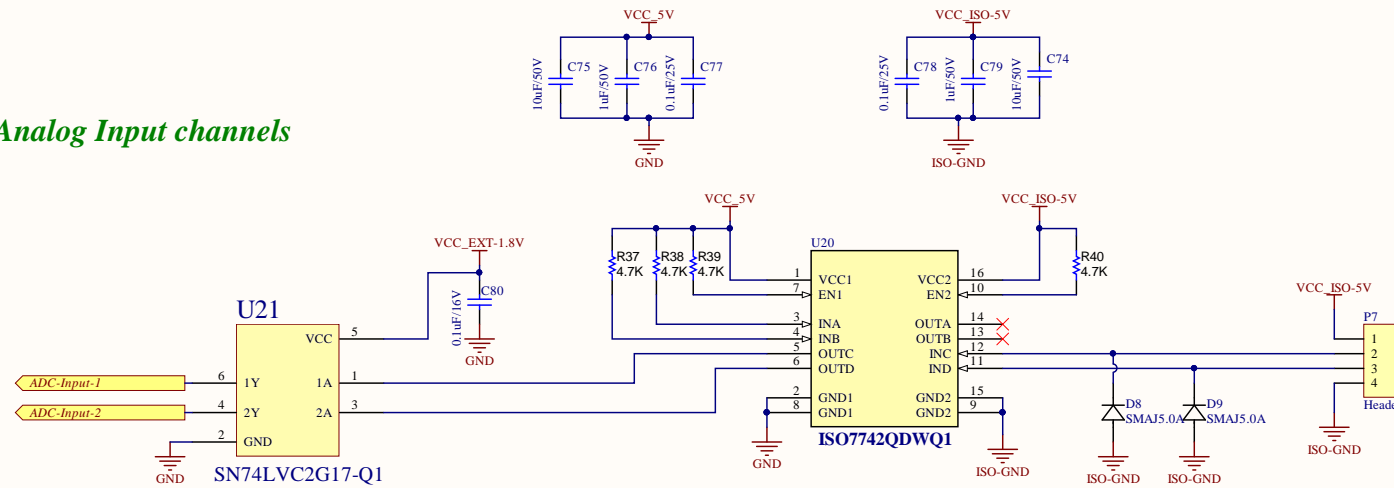 VCC_5V
VCC_ISO-5V
10uF/50V
C75
1uF/50V
C76
0.1uF/25V
C77
0.1uF/25V
C78
1uF/50V
C79
10uF/50V
C74
Analog Input channels
GND
ISO-GND
VCC_5V
VCC_ISO-5V
VCC_EXT-1.8V
C80
0.1uF/16V
GND
R37
4.7K
R38
4.7K
R39
4.7K
U20
1 VCC1 VCC2 16
7 EN1 EN2 10
3 INA OUTA 14
4 INB OUTB 13
5 OUTC INC 12
6 OUTD IND 11
2 GND1 GND2 15
8 GND1 GND2 9
ISO7742QDWQ1
GND
ISO-GND
R40
4.7K
U21
VCC 5
ADC-Input-1
6 1Y 1A 1
ADC-Input-2
4 2Y 2A 3
2 GND
GND
SN74LVC2G17-Q1
D8
SMAJ5.0A
D9
SMAJ5.0A
ISO-GND
ISO-GND
VCC_ISO-5V
P7
1
2
3
4
Heade
ISO-GND